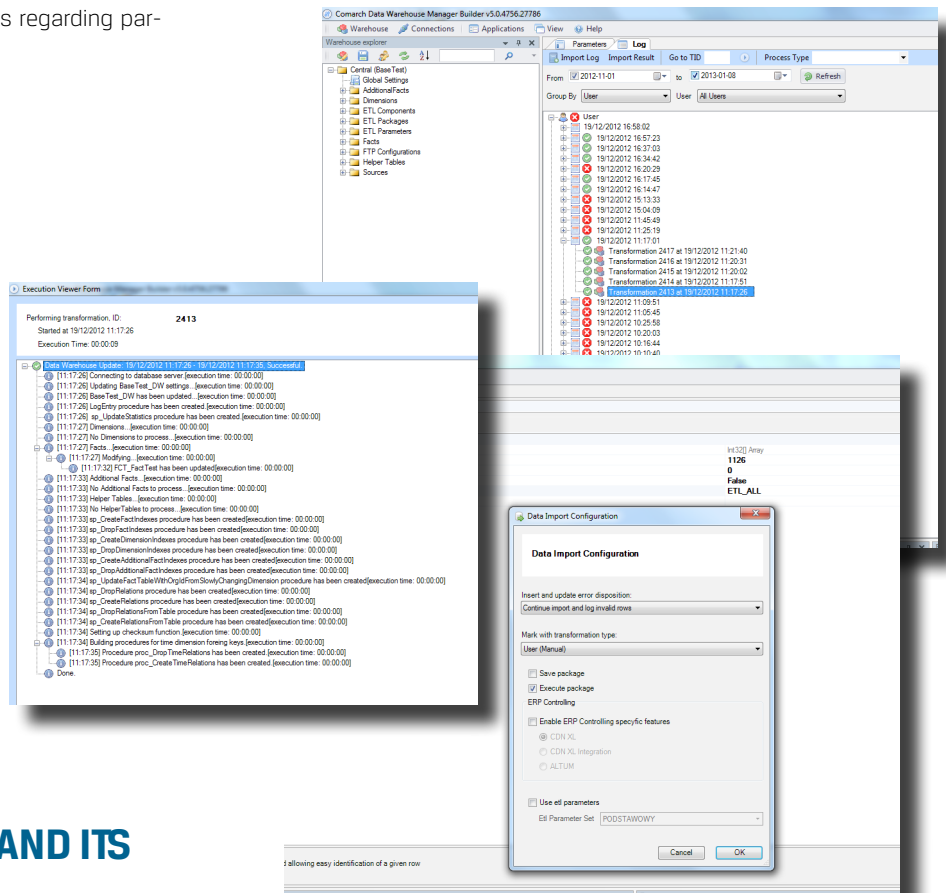 s regarding par-
Comarch Data Warehouse Manager Builder v5.0.4756.27786
Warehouse Connections Applications View Help
Warehouse explorer
Central (BaseTest)
Global Settings
AdditionalFacts
Dimensions
ETL Components
ETL Packages
ETL Parameters
Facts
FTP Configurations
Helper Tables
Sources
Parameters Log
Import Log Import Result Go to TID Process Type
From 2012-11-01 to 2013-01-08 Refresh
Group By User User All Users
User
19/12/2012 16:58:02
19/12/2012 16:57:23
19/12/2012 16:37:03
19/12/2012 16:34:42
19/12/2012 16:20:29
19/12/2012 16:17:45
19/12/2012 16:14:47
19/12/2012 15:13:33
19/12/2012 15:04:09
19/12/2012 11:45:49
19/12/2012 11:25:19
19/12/2012 11:17:01
Transformation 2417 at 19/12/2012 11:21:40
Transformation 2416 at 19/12/2012 11:20:31
Transformation 2415 at 19/12/2012 11:20:02
Transformation 2414 at 19/12/2012 11:17:51
Transformation 2413 at 19/12/2012 11:17:26
19/12/2012 11:09:51
19/12/2012 11:05:45
19/12/2012 10:25:58
19/12/2012 10:20:03
19/12/2012 10:16:44
19/12/2012 10:10:40
Execution Viewer Form
Performing transformation, ID: 2413
Started at 19/12/2012 11:17:26
Execution Time: 00:00:09
Data Warehouse Update: 19/12/2012 11:17:26 - 19/12/2012 11:17:35, Successful.
[11:17:26] Connecting to database server.[execution time: 00:00:00]
[11:17:26] Updating BaseTest_DW settings...[execution time: 00:00:00]
[11:17:26] BaseTest_DW has been updated...[execution time: 00:00:00]
[11:17:26] LogEntry procedure has been created.[execution time: 00:00:00]
[11:17:26] sp_UpdateStatistics procedure has been created.[execution time: 00:00:00]
[11:17:27] Dimensions...[execution time: 00:00:00]
[11:17:27] No Dimensions to process...[execution time: 00:00:00]
[11:17:27] Facts...[execution time: 00:00:00]
[11:17:27] Modifying...[execution time: 00:00:00]
[11:17:32] FCT_FactTest has been updated[execution time: 00:00:00]
[11:17:33] Additional Facts...[execution time: 00:00:00]
[11:17:33] No Additional Facts to process...[execution time: 00:00:00]
[11:17:33] Helper Tables...[execution time: 00:00:00]
[11:17:33] No HelperTables to process...[execution time: 00:00:00]
[11:17:33] sp_CreateFactIndexes procedure has been created[execution time: 00:00:00]
[11:17:33] sp_DropFactIndexes procedure has been created[execution time: 00:00:00]
[11:17:33] sp_CreateDimensionIndexes procedure has been created[execution time: 00:00:00]
[11:17:33] sp_DropDimensionIndexes procedure has been created[execution time: 00:00:00]
[11:17:33] sp_CreateAdditionalFactIndexes procedure has been created[execution time: 00:00:00]
[11:17:33] sp_DropAdditionalFactIndexes procedure has been created[execution time: 00:00:00]
[11:17:34] sp_UpdateFactTableWithOrgIdFromSlowlyChangingDimension procedure has been created[execution time: 00:00:00]
[11:17:34] sp_DropRelations procedure has been created[execution time: 00:00:00]
[11:17:34] sp_CreateRelations procedure has been created[execution time: 00:00:00]
[11:17:34] sp_DropRelationsFromTable procedure has been created[execution time: 00:00:00]
[11:17:34] sp_CreateRelationsFromTable procedure has been created[execution time: 00:00:00]
[11:17:34] Setting up checksum function.[execution time: 00:00:00]
[11:17:34] Building procedures for time dimension foreing keys.[execution time: 00:00:00]
[11:17:35] Procedure proc_DropTimeRelations has been created.[execution time: 00:00:00]
[11:17:35] Procedure proc_CreateTimeRelations has been created.[execution time: 00:00:00]
Done.
Int32[] Array
1126
0
False
ETL_ALL
Data Import Configuration
Data Import Configuration
Insert and update error disposition:
Continue import and log invalid rows
Mark with transformation type:
User (Manual)
Save package
Execute package
ERP Controlling
Enable ERP Controlling specyfic features
CDN XL
CDN XL Integration
ALTUM
Use etl parameters
Etl Parameter Set PODSTAWOWY
Cancel OK
allowing easy identification of a given row
AND ITS